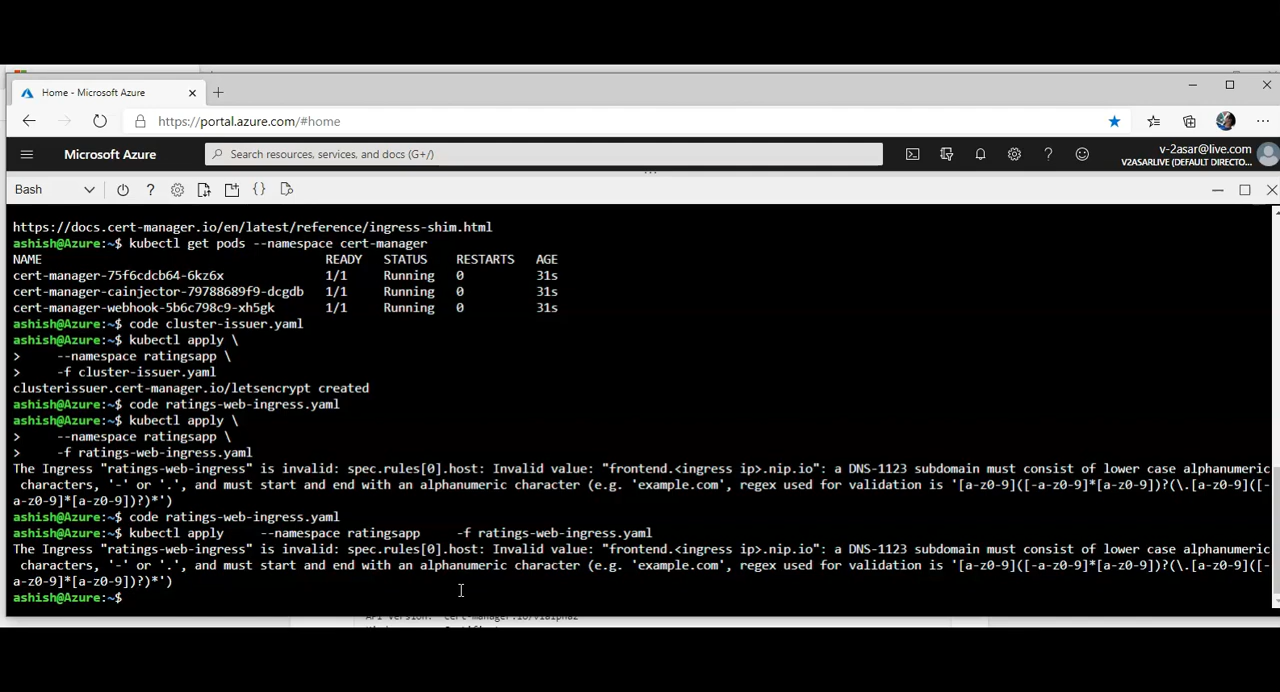 Home - Microsoft Azure
https://portal.azure.com/#home
Microsoft Azure
Search resources, services, and docs (G+/)
v-2asar@live.com
V2ASARLIVE (DEFAULT DIRECTO...
Bash
https://docs.cert-manager.io/en/latest/reference/ingress-shim.html
ashish@Azure:~$ kubectl get pods --namespace cert-manager
NAME READY STATUS RESTARTS AGE
cert-manager-75f6cdcb64-6kz6x 1/1 Running 0 31s
cert-manager-cainjector-79788689f9-dcgdb 1/1 Running 0 31s
cert-manager-webhook-5b6c798c9-xh5gk 1/1 Running 0 31s
ashish@Azure:~$ code cluster-issuer.yaml
ashish@Azure:~$ kubectl apply \
> --namespace ratingsapp \
> -f cluster-issuer.yaml
clusterissuer.cert-manager.io/letsencrypt created
ashish@Azure:~$ code ratings-web-ingress.yaml
ashish@Azure:~$ kubectl apply \
> --namespace ratingsapp \
> -f ratings-web-ingress.yaml
The Ingress "ratings-web-ingress" is invalid: spec.rules[0].host: Invalid value: "frontend.<ingress ip>.nip.io": a DNS-1123 subdomain must consist of lower case alphanumeric
characters, '-' or '.', and must start and end with an alphanumeric character (e.g. 'example.com', regex used for validation is '[a-z0-9]([-a-z0-9]*[a-z0-9])?(\.[a-z0-9]([-
a-z0-9]*[a-z0-9])?)*')
ashish@Azure:~$ code ratings-web-ingress.yaml
ashish@Azure:~$ kubectl apply --namespace ratingsapp -f ratings-web-ingress.yaml
The Ingress "ratings-web-ingress" is invalid: spec.rules[0].host: Invalid value: "frontend.<ingress ip>.nip.io": a DNS-1123 subdomain must consist of lower case alphanumeric
characters, '-' or '.', and must start and end with an alphanumeric character (e.g. 'example.com', regex used for validation is '[a-z0-9]([-a-z0-9]*[a-z0-9])?(\.[a-z0-9]([-
a-z0-9]*[a-z0-9])?)*')
ashish@Azure:~$